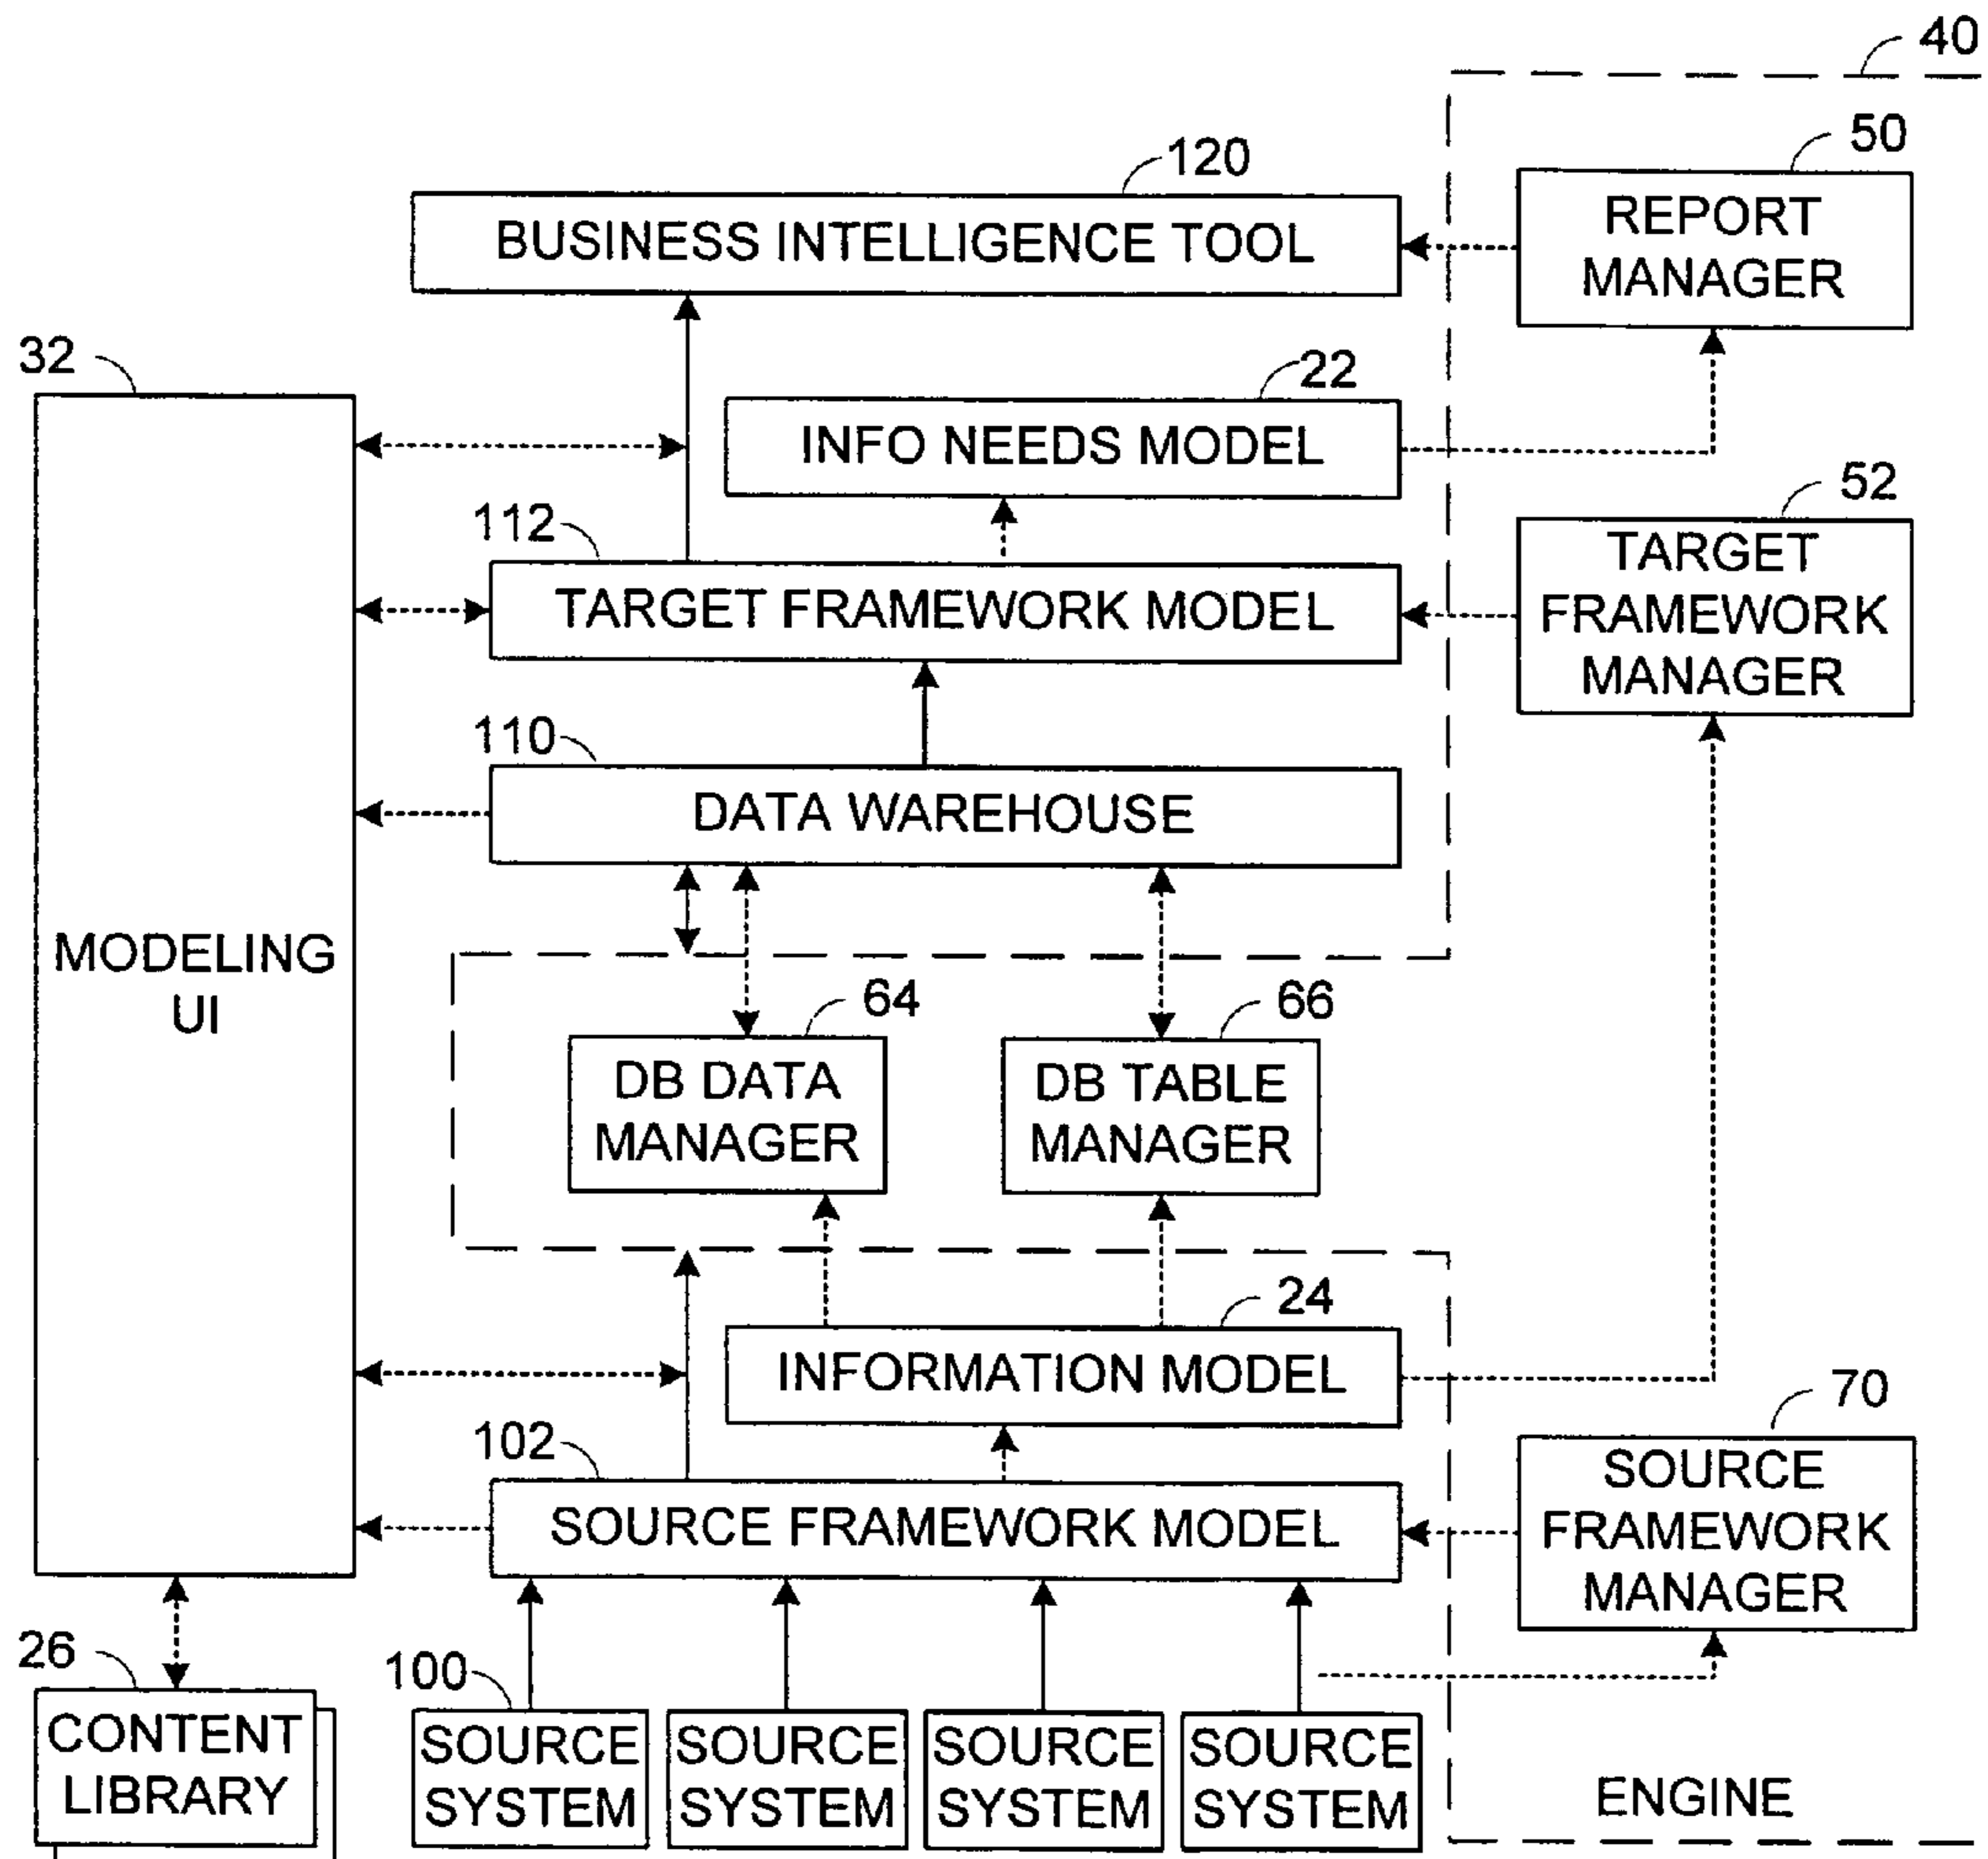 40
50
120
REPORT
MANAGER
BUSINESS INTELLIGENCE TOOL
32
22
INFO NEEDS MODEL
52
112
TARGET
FRAMEWORK
MANAGER
TARGET FRAMEWORK MODEL
110
DATA WAREHOUSE
MODELING
UI
64
66
DB DATA
MANAGER
DB TABLE
MANAGER
24
INFORMATION MODEL
70
102
SOURCE
FRAMEWORK
MANAGER
SOURCE FRAMEWORK MODEL
26
100
CONTENT
LIBRARY
SOURCE
SYSTEM
SOURCE
SYSTEM
SOURCE
SYSTEM
SOURCE
SYSTEM
ENGINE